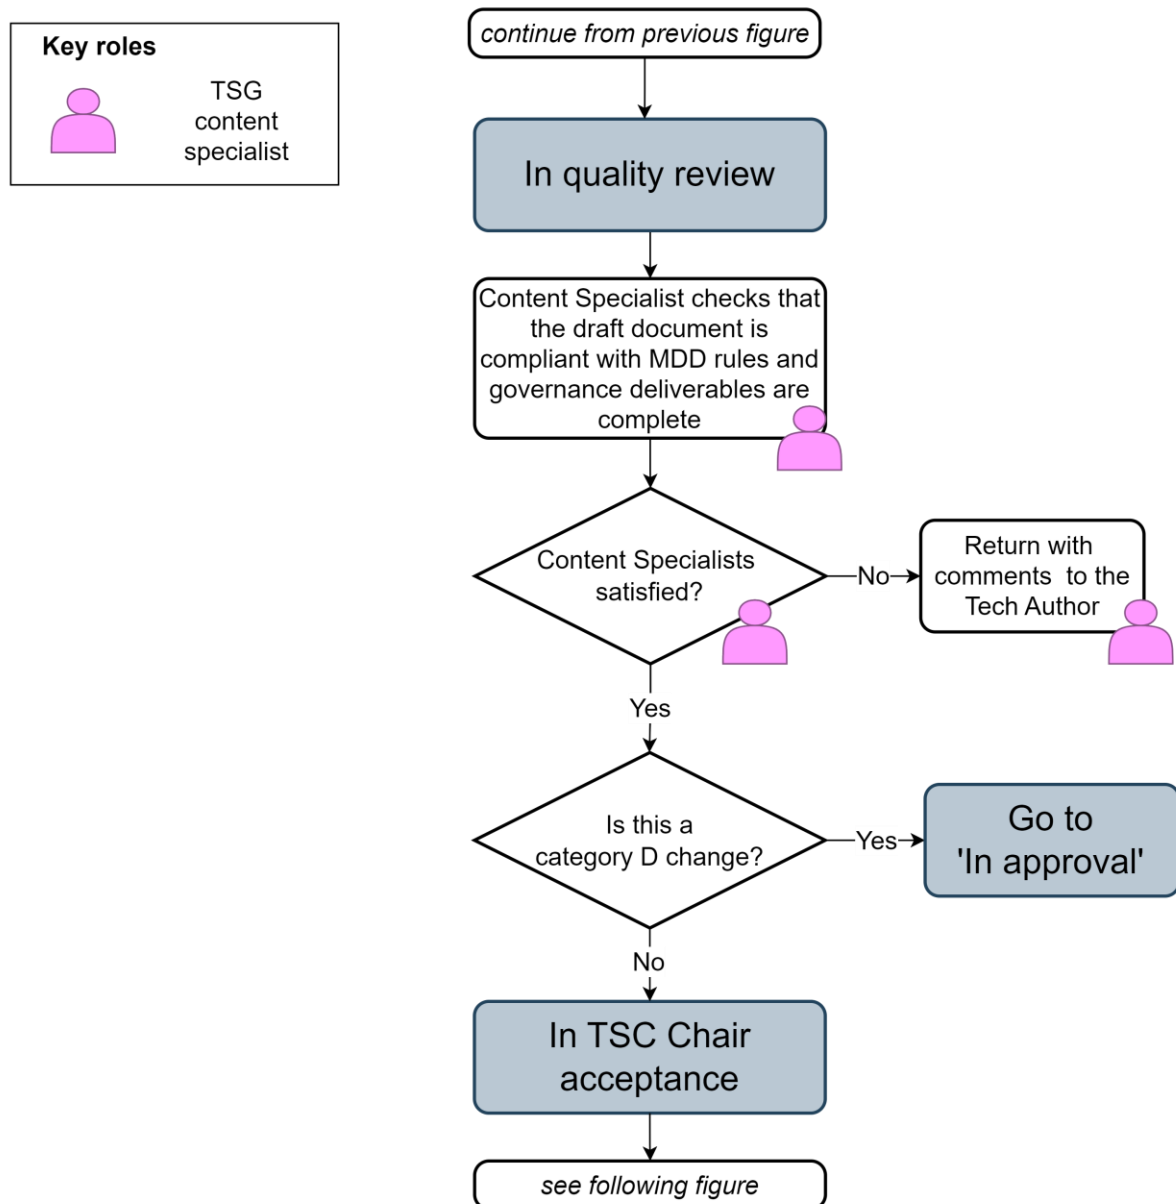 Key roles
TSG
content
specialist
continue from previous figure
In quality review
Content Specialist checks that
the draft document is
compliant with MDD rules and
governance deliverables are
complete
Content Specialists
satisfied?
No
Return with
comments  to the
Tech Author
Yes
Is this a
category D change?
Yes
Go to
'In approval'
No
In TSC Chair
acceptance
see following figure